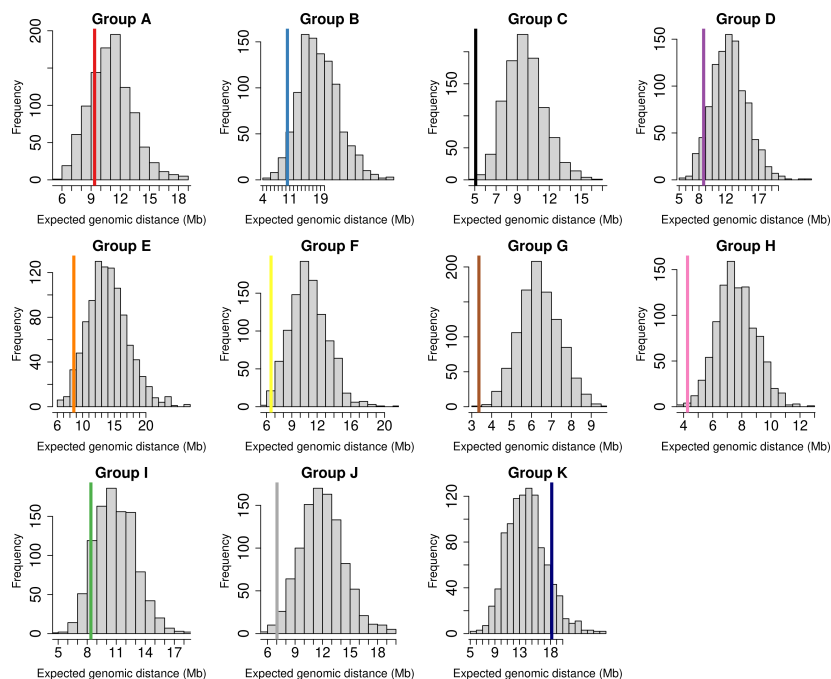 Group A
Group B
Group C
Group D
Frequency
0 50 100 200
6 9 12 15 18
Expected genomic distance (Mb)
Frequency
0 50 100 150
4 11 19
Expected genomic distance (Mb)
Frequency
0 50 150
5 7 9 12 15
Expected genomic distance (Mb)
Frequency
0 50 100 150
5 8 12 17
Expected genomic distance (Mb)
Group E
Group F
Group G
Group H
Frequency
0 40 80 120
6 10 15 20
Expected genomic distance (Mb)
Frequency
0 50 100 150
6 9 12 16 20
Expected genomic distance (Mb)
Frequency
0 50 100 200
3 4 5 6 7 8 9
Expected genomic distance (Mb)
Frequency
0 50 100 150
4 6 8 10 12
Expected genomic distance (Mb)
Group I
Group J
Group K
Frequency
0 50 100 150
5 8 11 14 17
Expected genomic distance (Mb)
Frequency
0 50 100 150
6 9 12 15 18
Expected genomic distance (Mb)
Frequency
0 40 80 120
5 9 13 18
Expected genomic distance (Mb)